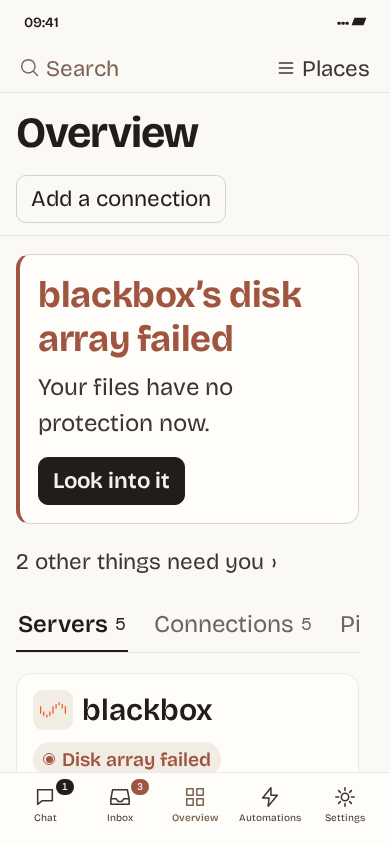 09:41
Search
Places
Overview
Add a connection
blackbox’s disk
array failed
Your files have no
protection now.
Look into it
2 other things need you ›
Servers 5
Connections 5
Pi
blackbox
Disk array failed
1
3
Chat
Inbox
Overview
Automations
Settings